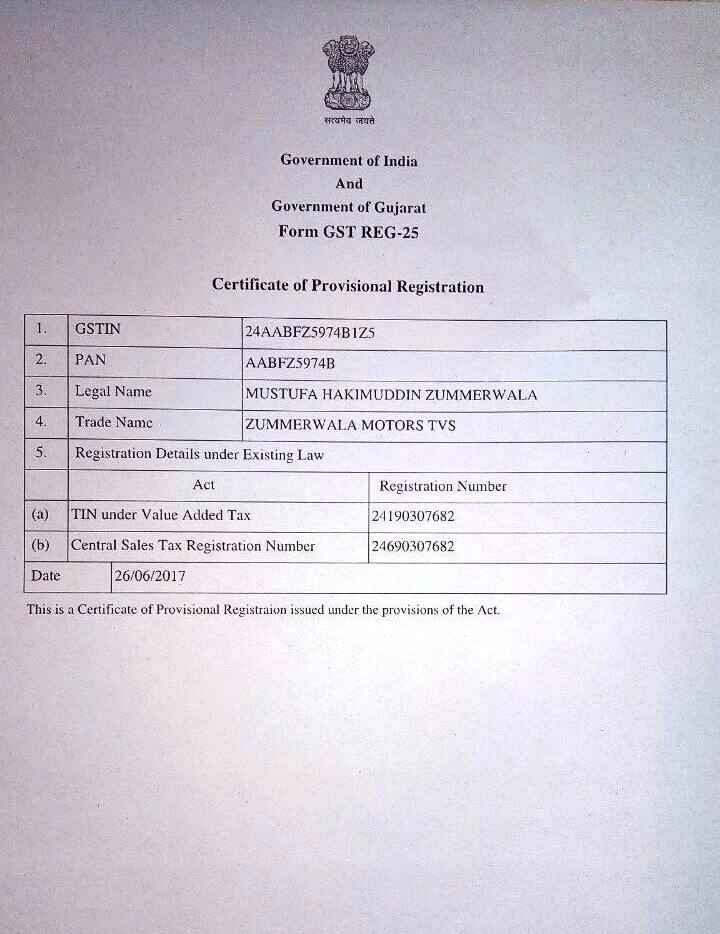 सत्यमेव जयते
Government of India
And
Government of Gujarat
Form GST REG-25
Certificate of Provisional Registration
1. GSTIN 24AABFZ5974B1Z5
2. PAN AABFZ5974B
3. Legal Name MUSTUFA HAKIMUDDIN ZUMMERWALA
4. Trade Name ZUMMERWALA MOTORS TVS
5. Registration Details under Existing Law
Act Registration Number
(a) TIN under Value Added Tax 24190307682
(b) Central Sales Tax Registration Number 24690307682
Date 26/06/2017
This is a Certificate of Provisional Registraion issued under the provisions of the Act.